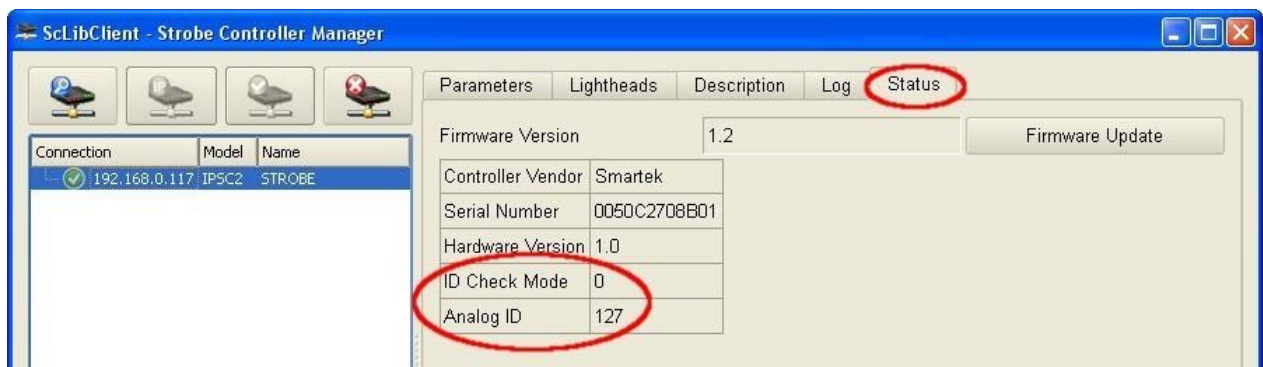 ScLibClient - Strobe Controller Manager
Parameters Lightheads Description Log Status
Connection Model Name
192.168.0.117 IPSC2 STROBE
Firmware Version 1.2 Firmware Update
Controller Vendor Smartek
Serial Number 0050C2708B01
Hardware Version 1.0
ID Check Mode 0
Analog ID 127